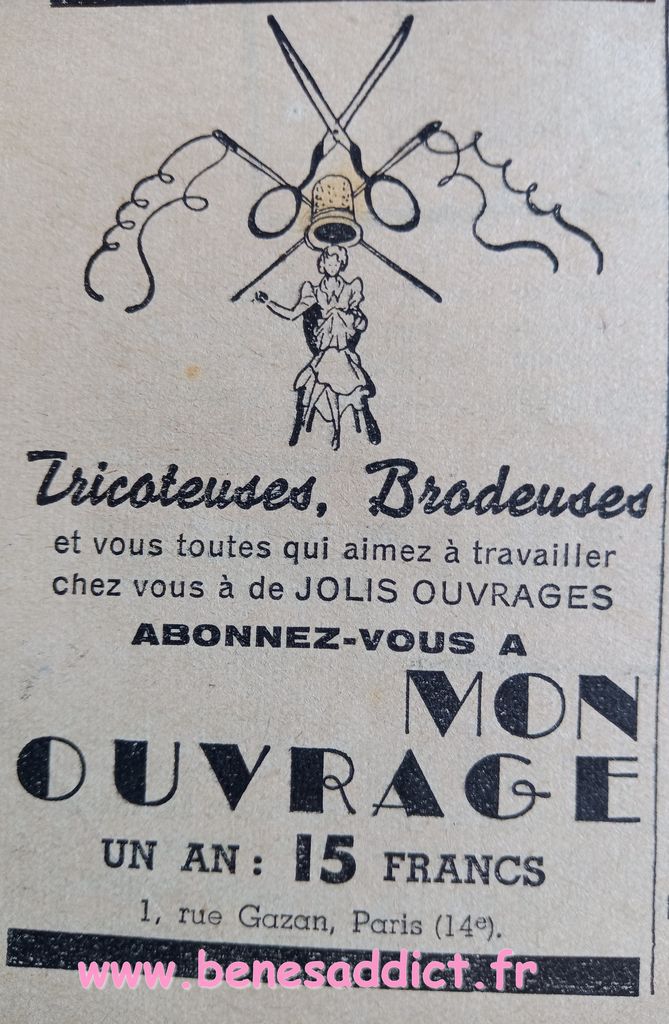 Tricoteuses, Brodeuses
et vous toutes qui aimez à travailler
chez vous à de JOLIS OUVRAGES
ABONNEZ-VOUS A
MON
OUVRAGE
UN AN : 15 FRANCS
1, rue Gazan, Paris (14e).
www.benesaddict.fr